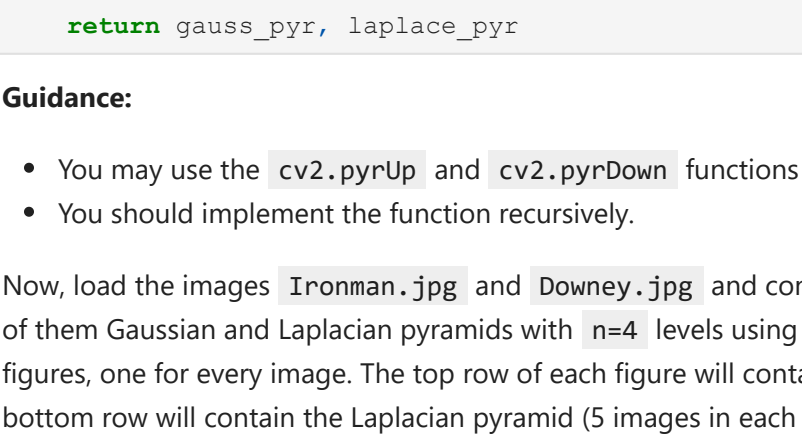 return gauss_pyr, laplace_pyr
Guidance:
• You may use the cv2.pyrUp and cv2.pyrDown functions
• You should implement the function recursively.
Now, load the images Ironman.jpg and Downey.jpg and
of them Gaussian and Laplacian pyramids with n=4 levels using
figures, one for every image. The top row of each figure will
bottom row will contain the Laplacian pyramid (5 images in each